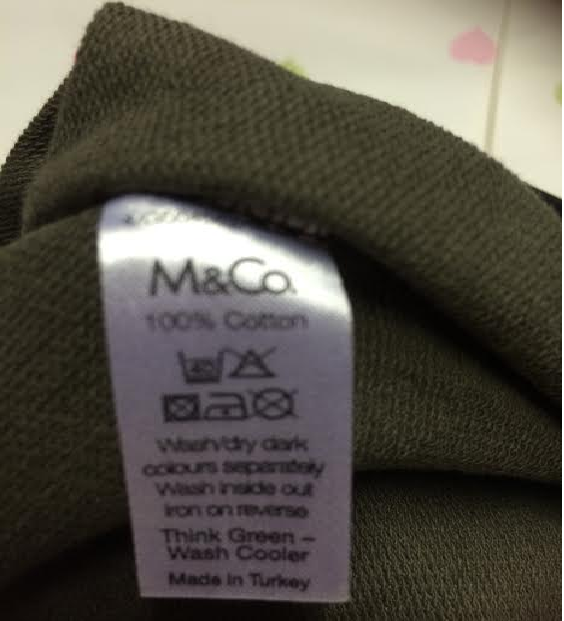 M&Co.
100% Cotton
40
Wash/dry dark
colours separately
Wash inside out
Iron on reverse
Think Green –
Wash Cooler
Made in Turkey